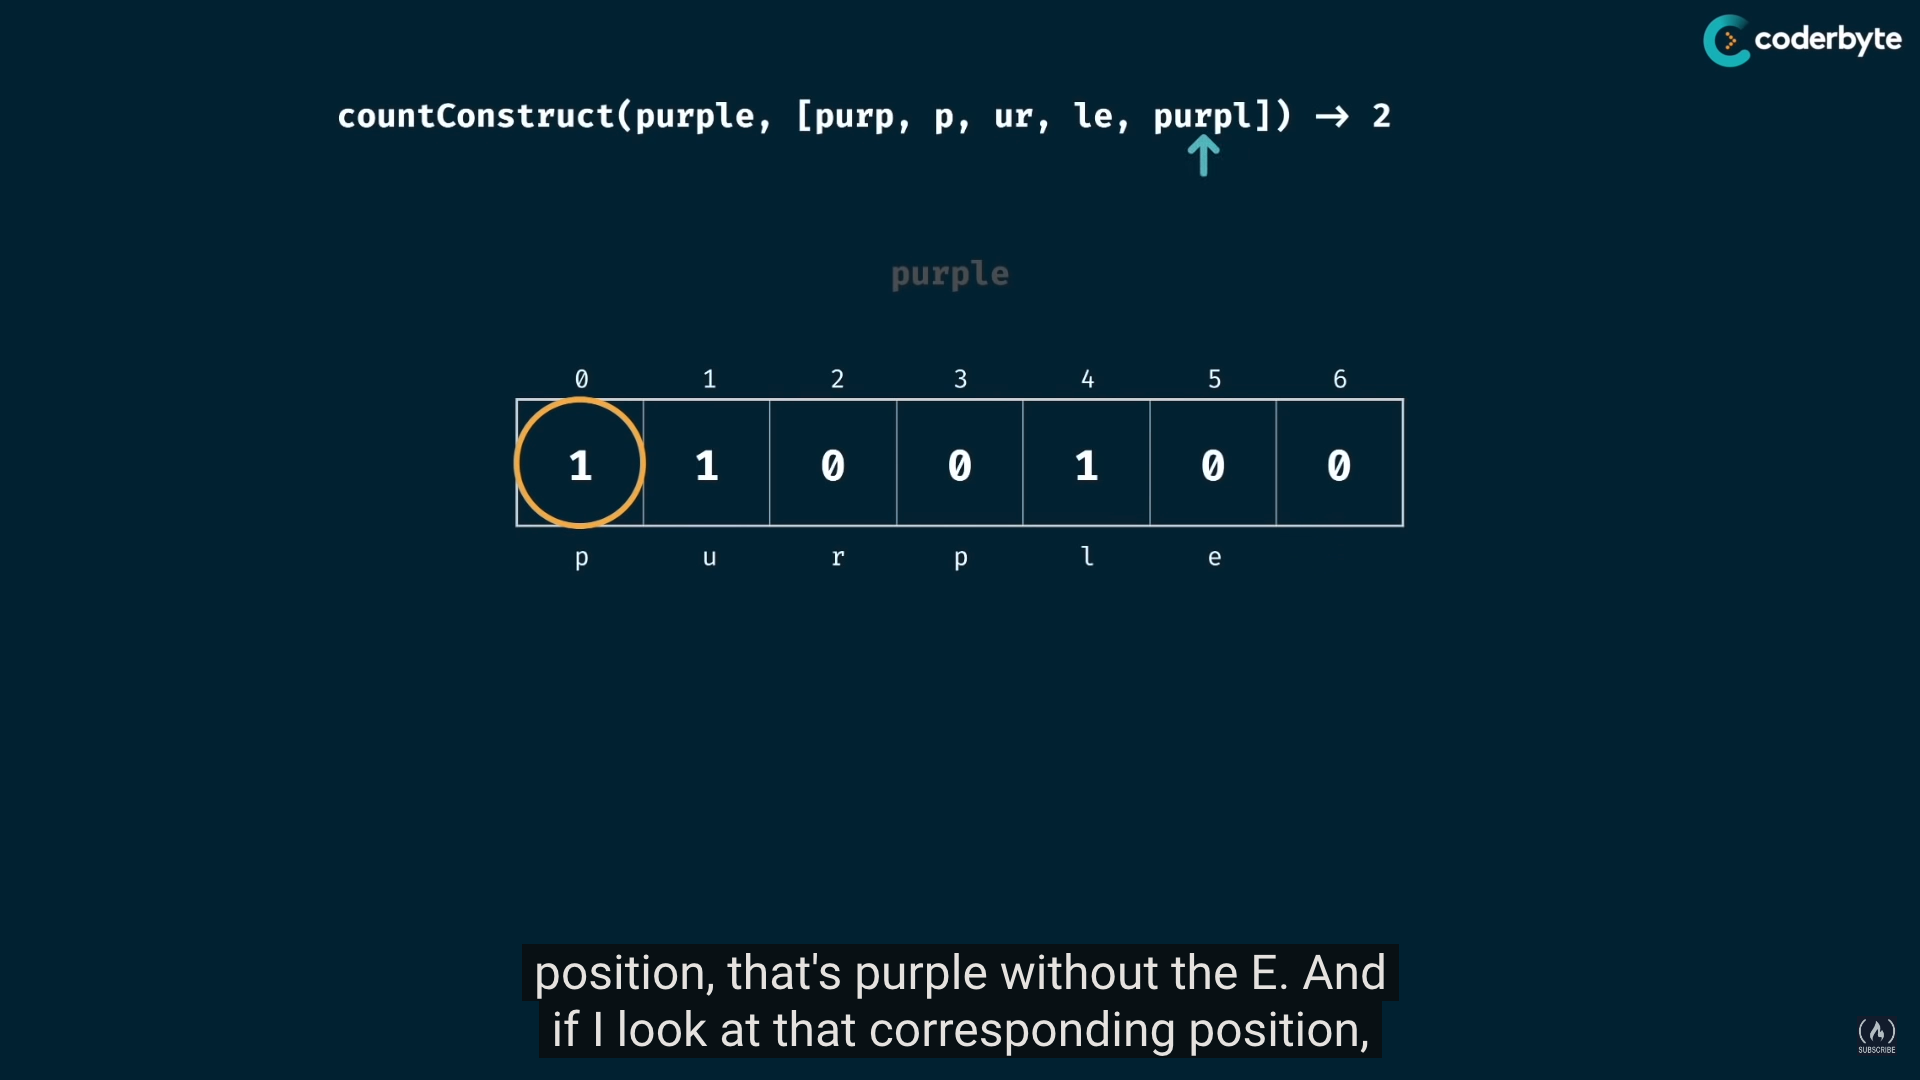 coderbyte
countConstruct(purple, [purp, p, ur, le, purpl]) → 2
purple
0 1 2 3 4 5 6
1 1 0 0 1 0 0
p u r p l e
position, that's purple without the E. And
if I look at that corresponding position,
SUBSCRIBE